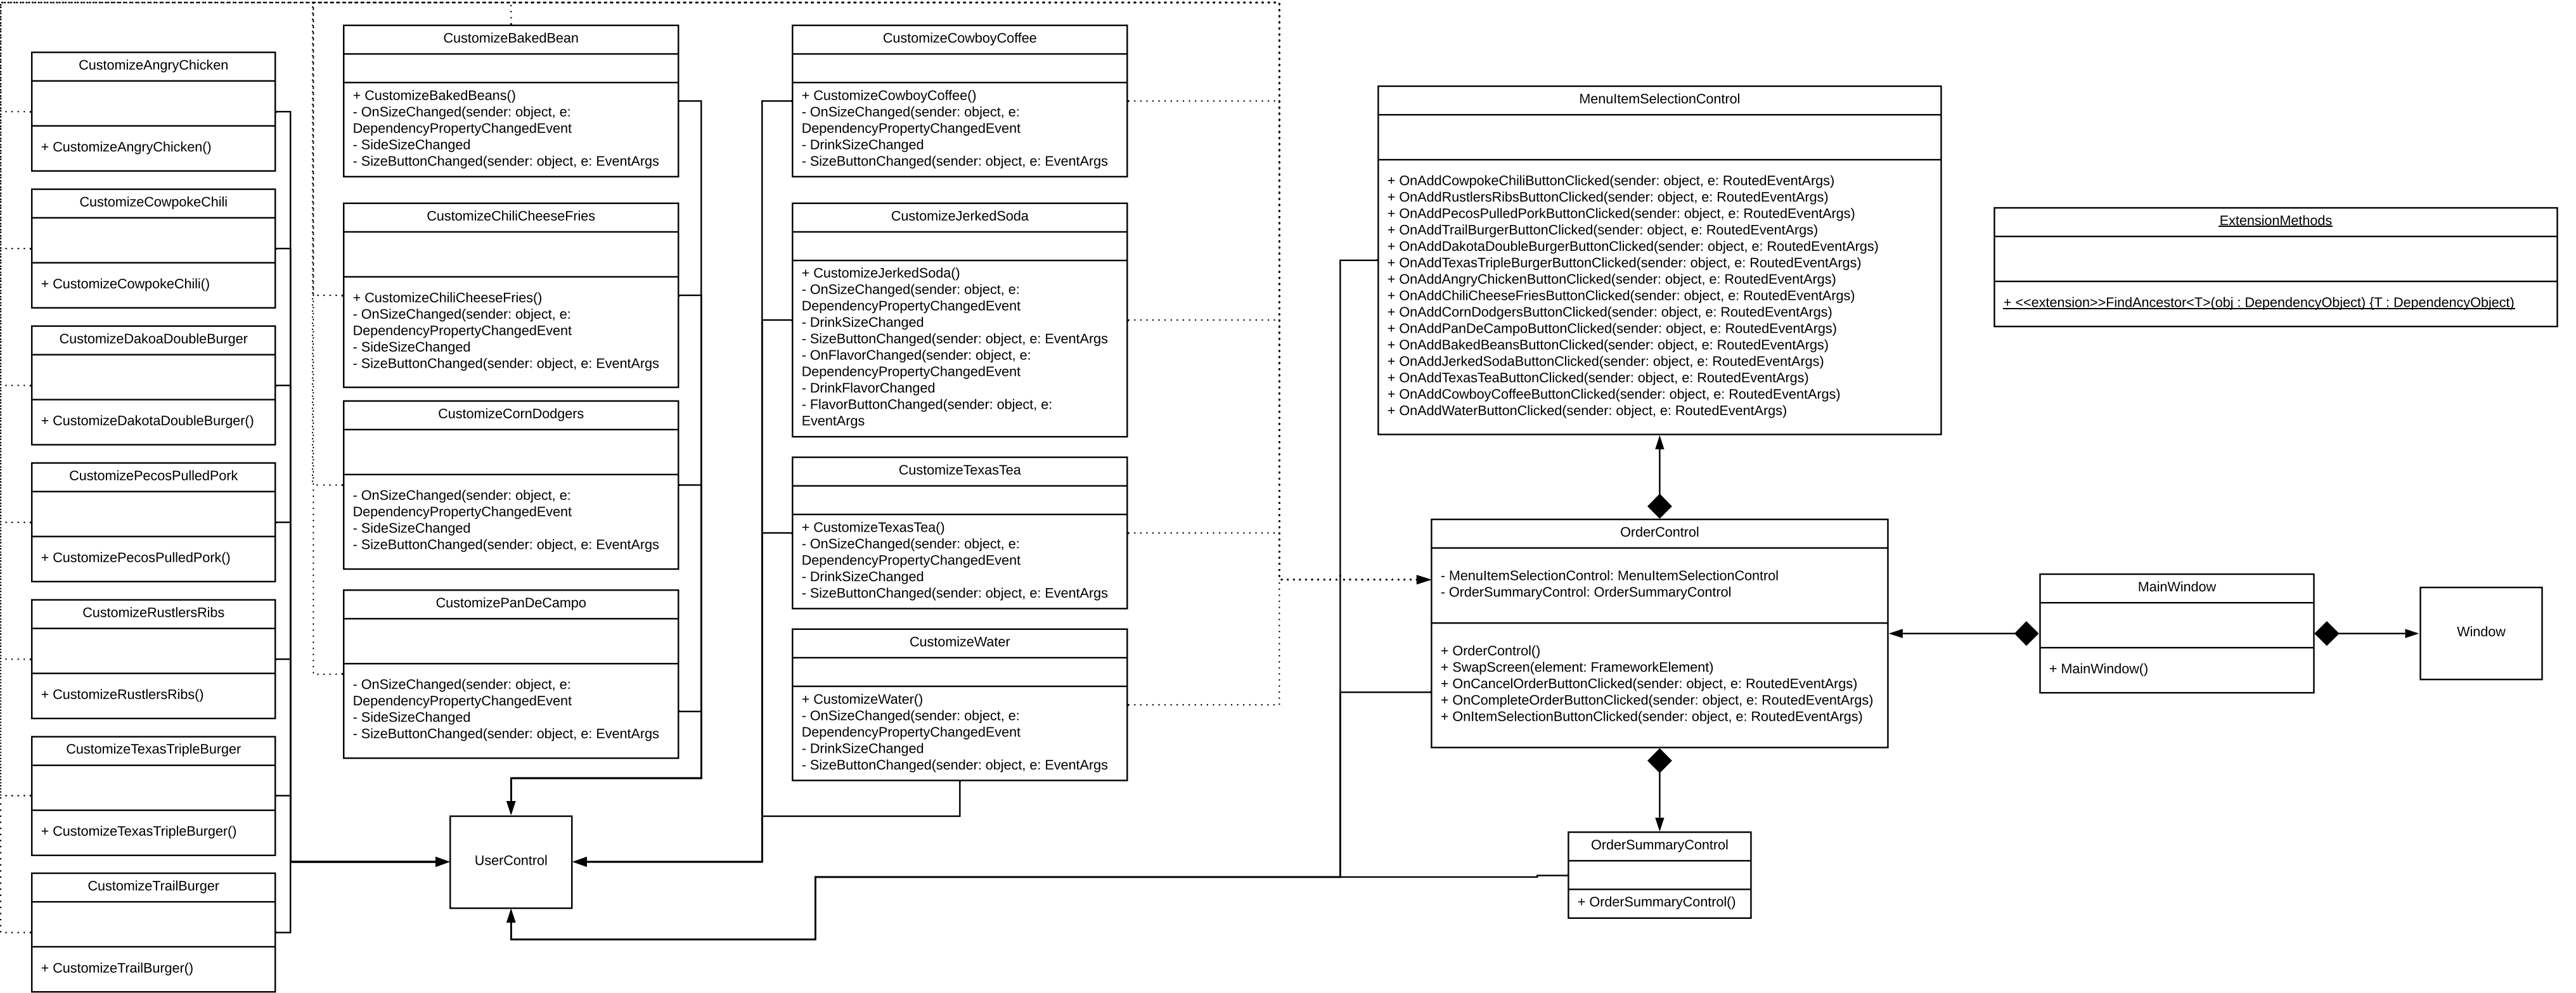 CustomizeAngryChicken
+ CustomizeAngryChicken()
CustomizeCowpokeChili
+ CustomizeCowpokeChili()
CustomizeDakoaDoubleBurger
+ CustomizeDakotaDoubleBurger()
CustomizePecosPulledPork
+ CustomizePecosPulledPork()
CustomizeRustlersRibs
+ CustomizeRustlersRibs()
CustomizeTexasTripleBurger
+ CustomizeTexasTripleBurger()
CustomizeTrailBurger
+ CustomizeTrailBurger()
CustomizeBakedBean
+ CustomizeBakedBeans()
- OnSizeChanged(sender: object, e:
DependencyPropertyChangedEvent
- SideSizeChanged
- SizeButtonChanged(sender: object, e: EventArgs
CustomizeChiliCheeseFries
+ CustomizeChiliCheeseFries()
- OnSizeChanged(sender: object, e:
DependencyPropertyChangedEvent
- SideSizeChanged
- SizeButtonChanged(sender: object, e: EventArgs
CustomizeCornDodgers
- OnSizeChanged(sender: object, e:
DependencyPropertyChangedEvent
- SideSizeChanged
- SizeButtonChanged(sender: object, e: EventArgs
CustomizePanDeCampo
- OnSizeChanged(sender: object, e:
DependencyPropertyChangedEvent
- SideSizeChanged
- SizeButtonChanged(sender: object, e: EventArgs
UserControl
CustomizeCowboyCoffee
+ CustomizeCowboyCoffee()
- OnSizeChanged(sender: object, e:
DependencyPropertyChangedEvent
- DrinkSizeChanged
- SizeButtonChanged(sender: object, e: EventArgs
CustomizeJerkedSoda
+ CustomizeJerkedSoda()
- OnSizeChanged(sender: object, e:
DependencyPropertyChangedEvent
- DrinkSizeChanged
- SizeButtonChanged(sender: object, e: EventArgs
- OnFlavorChanged(sender: object, e:
DependencyPropertyChangedEvent
- DrinkFlavorChanged
- FlavorButtonChanged(sender: object, e:
EventArgs
CustomizeTexasTea
+ CustomizeTexasTea()
- OnSizeChanged(sender: object, e:
DependencyPropertyChangedEvent
- DrinkSizeChanged
- SizeButtonChanged(sender: object, e: EventArgs
CustomizeWater
+ CustomizeWater()
- OnSizeChanged(sender: object, e:
DependencyPropertyChangedEvent
- DrinkSizeChanged
- SizeButtonChanged(sender: object, e: EventArgs
MenuItemSelectionControl
+ OnAddCowpokeChiliButtonClicked(sender: object, e: RoutedEventArgs)
+ OnAddRustlersRibsButtonClicked(sender: object, e: RoutedEventArgs)
+ OnAddPecosPulledPorkButtonClicked(sender: object, e: RoutedEventArgs)
+ OnAddTrailBurgerButtonClicked(sender: object, e: RoutedEventArgs)
+ OnAddDakotaDoubleBurgerButtonClicked(sender: object, e: RoutedEventArgs)
+ OnAddTexasTripleBurgerButtonClicked(sender: object, e: RoutedEventArgs)
+ OnAddAngryChickenButtonClicked(sender: object, e: RoutedEventArgs)
+ OnAddChiliCheeseFriesButtonClicked(sender: object, e: RoutedEventArgs)
+ OnAddCornDodgersButtonClicked(sender: object, e: RoutedEventArgs)
+ OnAddPanDeCampoButtonClicked(sender: object, e: RoutedEventArgs)
+ OnAddBakedBeansButtonClicked(sender: object, e: RoutedEventArgs)
+ OnAddJerkedSodaButtonClicked(sender: object, e: RoutedEventArgs)
+ OnAddTexasTeaButtonClicked(sender: object, e: RoutedEventArgs)
+ OnAddCowboyCoffeeButtonClicked(sender: object, e: RoutedEventArgs)
+ OnAddWaterButtonClicked(sender: object, e: RoutedEventArgs)
OrderControl
- MenuItemSelectionControl: MenuItemSelectionControl
- OrderSummaryControl: OrderSummaryControl
+ OrderControl()
+ SwapScreen(element: FrameworkElement)
+ OnCancelOrderButtonClicked(sender: object, e: RoutedEventArgs)
+ OnCompleteOrderButtonClicked(sender: object, e: RoutedEventArgs)
+ OnItemSelectionButtonClicked(sender: object, e: RoutedEventArgs)
OrderSummaryControl
+ OrderSummaryControl()
ExtensionMethods
+ <<extension>>FindAncestor<T>(obj : DependencyObject) {T : DependencyObject)
MainWindow
+ MainWindow()
Window